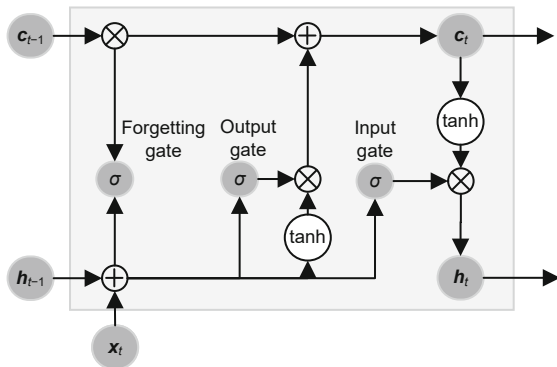 c_{t−1}
c_t
tanh
Forgetting
gate
Output
gate
Input
gate
σ
σ
σ
tanh
h_{t−1}
h_t
x_t